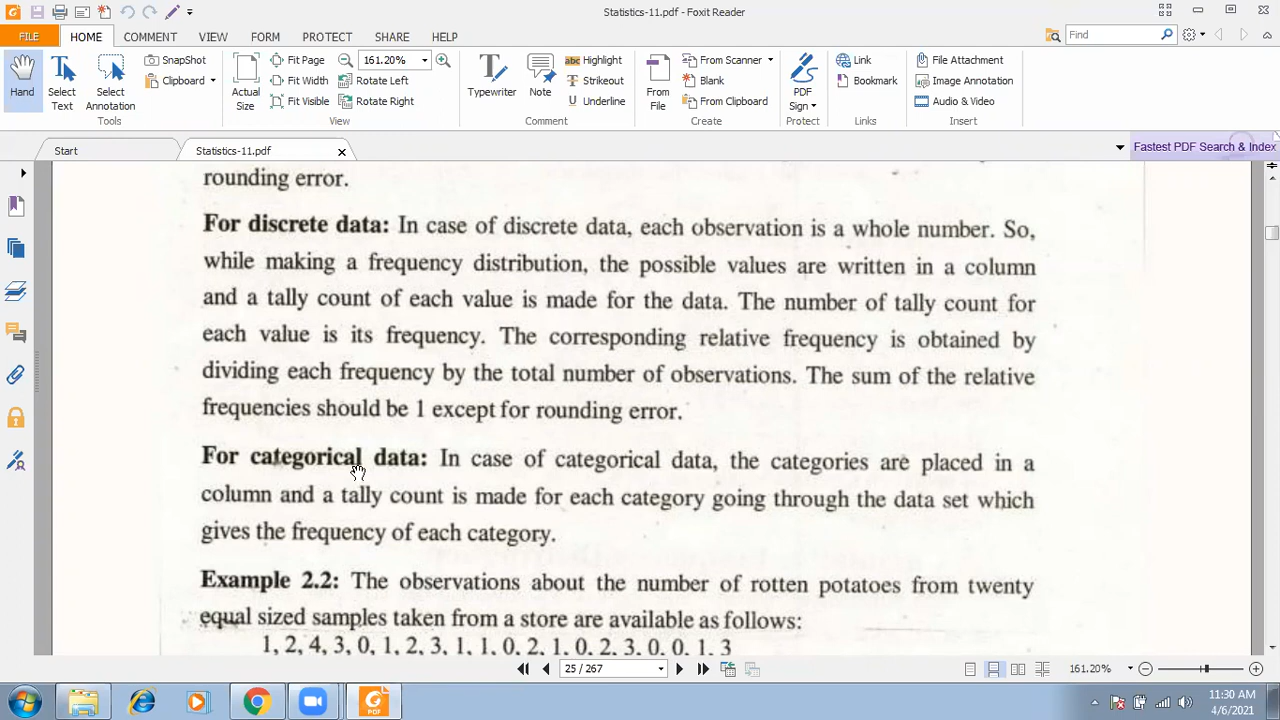 Statistics-11.pdf - Foxit Reader
FILE HOME COMMENT VIEW FORM PROTECT SHARE HELP Find
Hand
Select Text
Select Annotation
SnapShot
Clipboard
Tools
Actual Size
Fit Page
Fit Width
Fit Visible
161.20%
Rotate Left
Rotate Right
View
Typewriter
Note
Highlight
Strikeout
Underline
Comment
From File
From Scanner
Blank
From Clipboard
Create
PDF Sign
Protect
Link
Bookmark
Links
File Attachment
Image Annotation
Audio & Video
Insert
Start Statistics-11.pdf Fastest PDF Search & Index
rounding error.
For discrete data: In case of discrete data, each observation is a whole number. So,
while making a frequency distribution, the possible values are written in a column
and a tally count of each value is made for the data. The number of tally count for
each value is its frequency. The corresponding relative frequency is obtained by
dividing each frequency by the total number of observations. The sum of the relative
frequencies should be 1 except for rounding error.
For categorical data: In case of categorical data, the categories are placed in a
column and a tally count is made for each category going through the data set which
gives the frequency of each category.
Example 2.2: The observations about the number of rotten potatoes from twenty
equal sized samples taken from a store are available as follows:
1, 2, 4, 3, 0, 1, 2, 3, 1, 1, 0, 2, 1, 0, 2, 3, 0, 0, 1, 3
25 / 267 161.20%
11:30 AM
4/6/2021